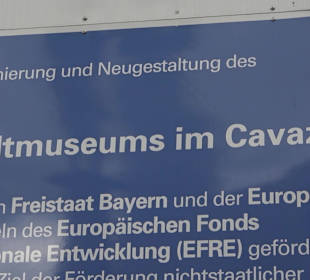 nierung und Neugestaltung des
ltmuseums im Cavaz
n Freistaat Bayern und der Europ
eln des Europäischen Fonds
onale Entwicklung (EFRE) geförd
Ziel der Förderung nichtstaatlicher